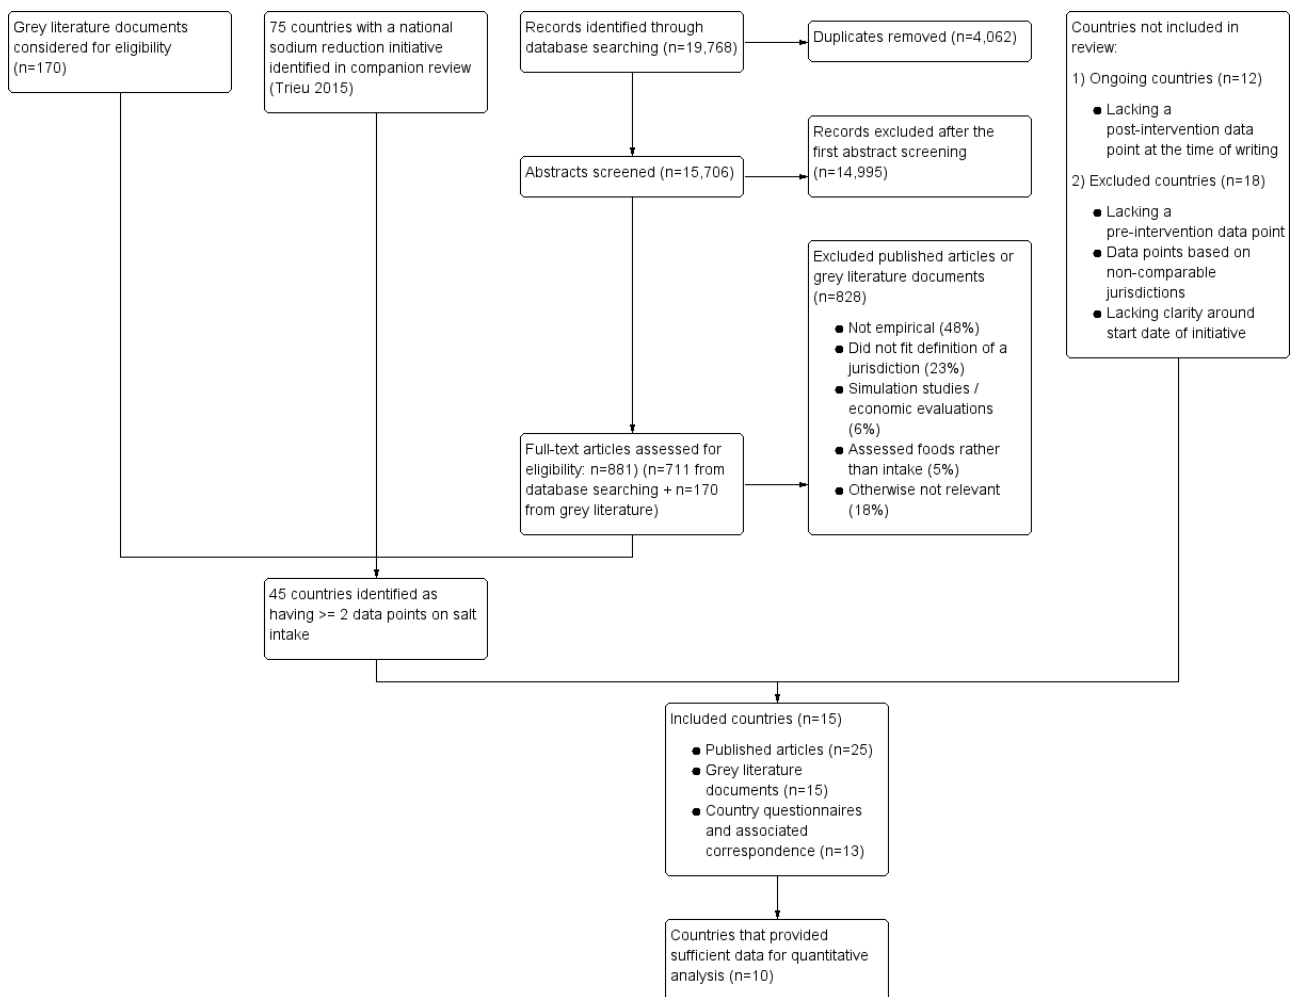 Grey literature documents
considered for eligibility
(n=170)
75 countries with a national
sodium reduction initiative
identified in companion review
(Trieu 2015)
Records identified through
database searching (n=19,768)
Duplicates removed (n=4,062)
Countries not included in
review:
1) Ongoing countries (n=12)
● Lacking a
post-intervention data
point at the time of writing
2) Excluded countries (n=18)
● Lacking a
pre-intervention data point
● Data points based on
non-comparable
jurisdictions
● Lacking clarity around
start date of initiative
Abstracts screened (n=15,706)
Records excluded after the
first abstract screening
(n=14,995)
Excluded published articles or
grey literature documents
(n=828)
● Not empirical (48%)
● Did not fit definition of a
jurisdiction (23%)
● Simulation studies /
economic evaluations
(6%)
● Assessed foods rather
than intake (5%)
● Otherwise not relevant
(18%)
Full-text articles assessed for
eligibility: n=881) (n=711 from
database searching + n=170
from grey literature)
45 countries identified as
having >= 2 data points on salt
intake
Included countries (n=15)
● Published articles (n=25)
● Grey literature
documents (n=15)
● Country questionnaires
and associated
correspondence (n=13)
Countries that provided
sufficient data for quantitative
analysis (n=10)